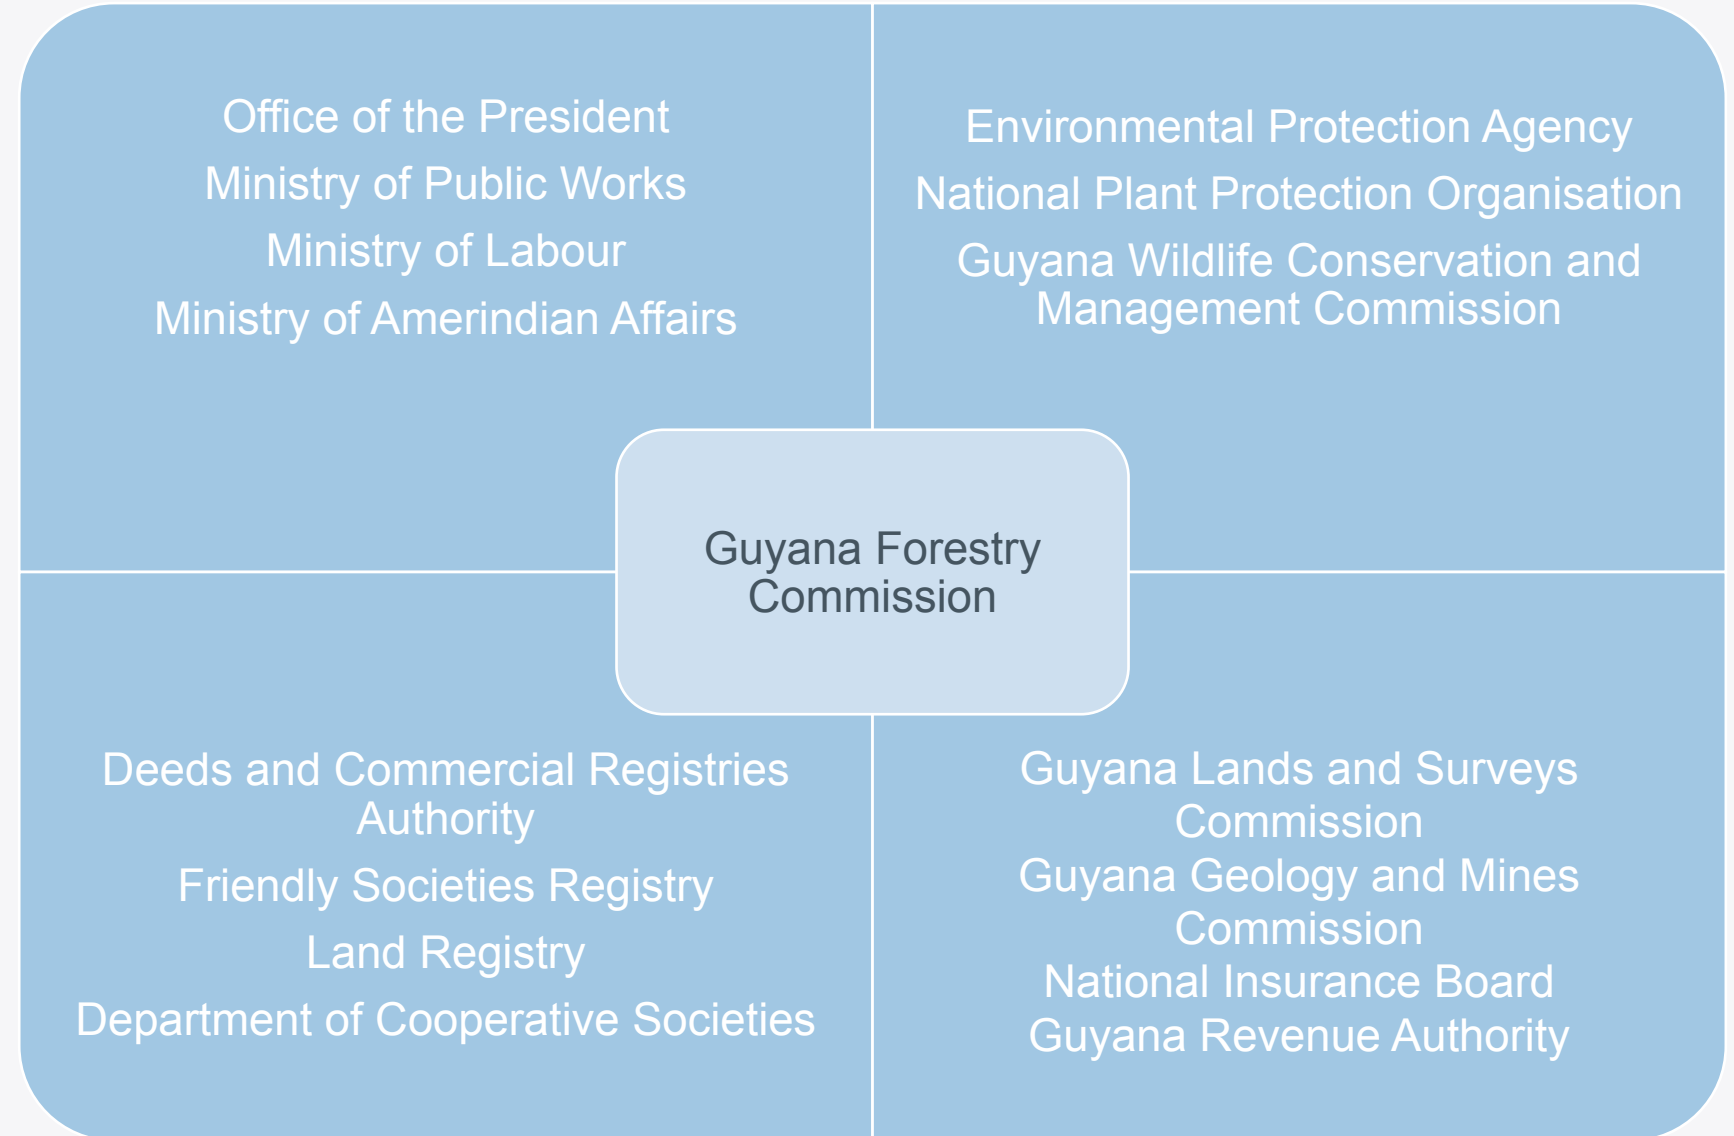 Office of the President
Ministry of Public Works
Ministry of Labour
Ministry of Amerindian Affairs
Environmental Protection Agency
National Plant Protection Organisation
Guyana Wildlife Conservation and
Management Commission
Guyana Forestry
Commission
Deeds and Commercial Registries
Authority
Friendly Societies Registry
Land Registry
Department of Cooperative Societies
Guyana Lands and Surveys
Commission
Guyana Geology and Mines
Commission
National Insurance Board
Guyana Revenue Authority